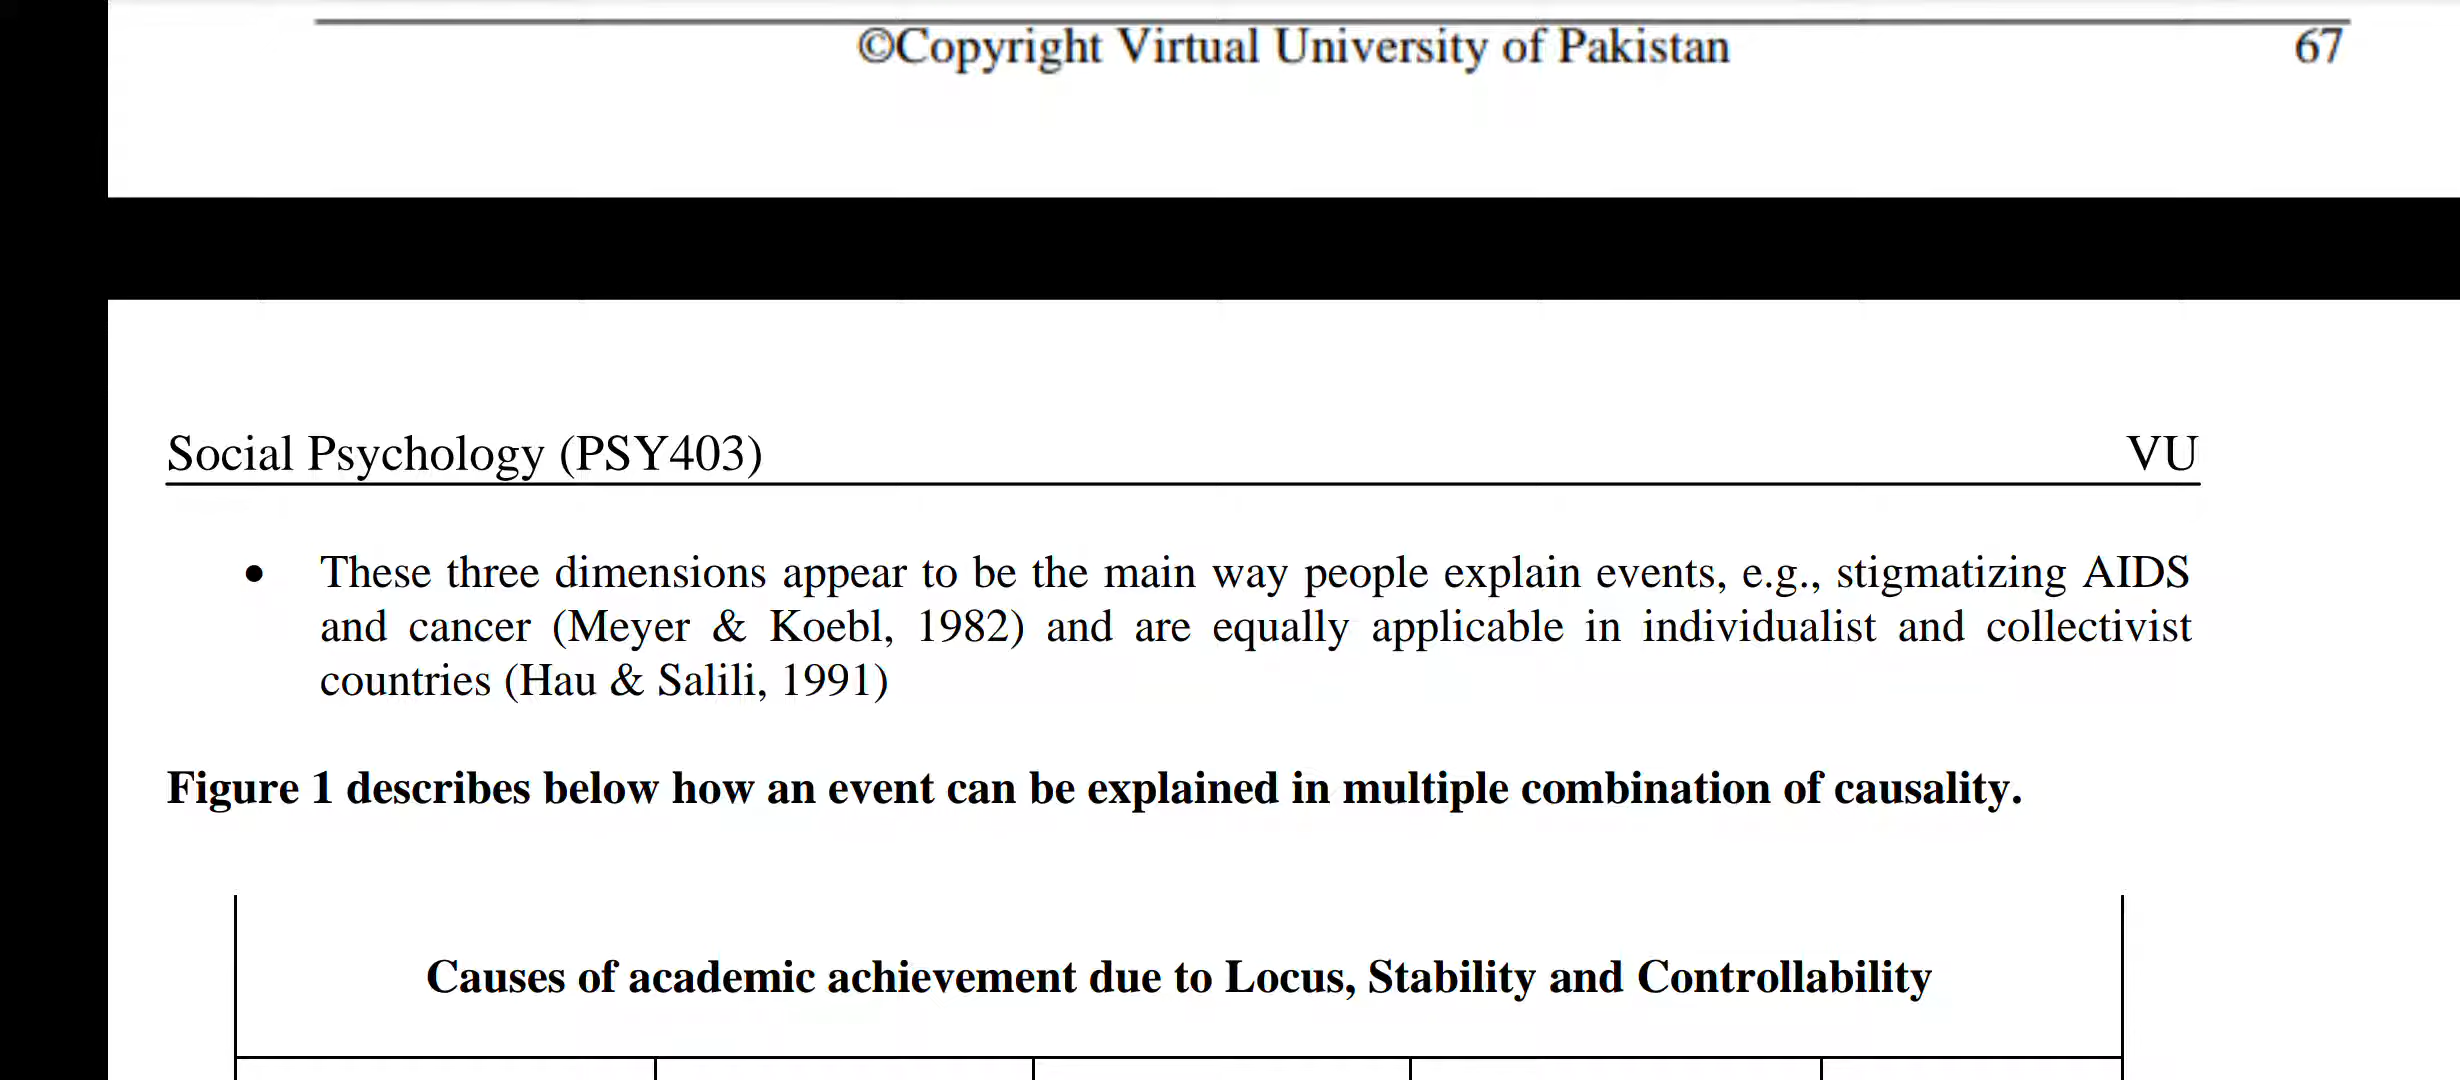 ©Copyright Virtual University of Pakistan 67
Social Psychology (PSY403) VU
• These three dimensions appear to be the main way people explain events, e.g., stigmatizing AIDS
and cancer (Meyer & Koebl, 1982) and are equally applicable in individualist and collectivist
countries (Hau & Salili, 1991)
Figure 1 describes below how an event can be explained in multiple combination of causality.
Causes of academic achievement due to Locus, Stability and Controllability